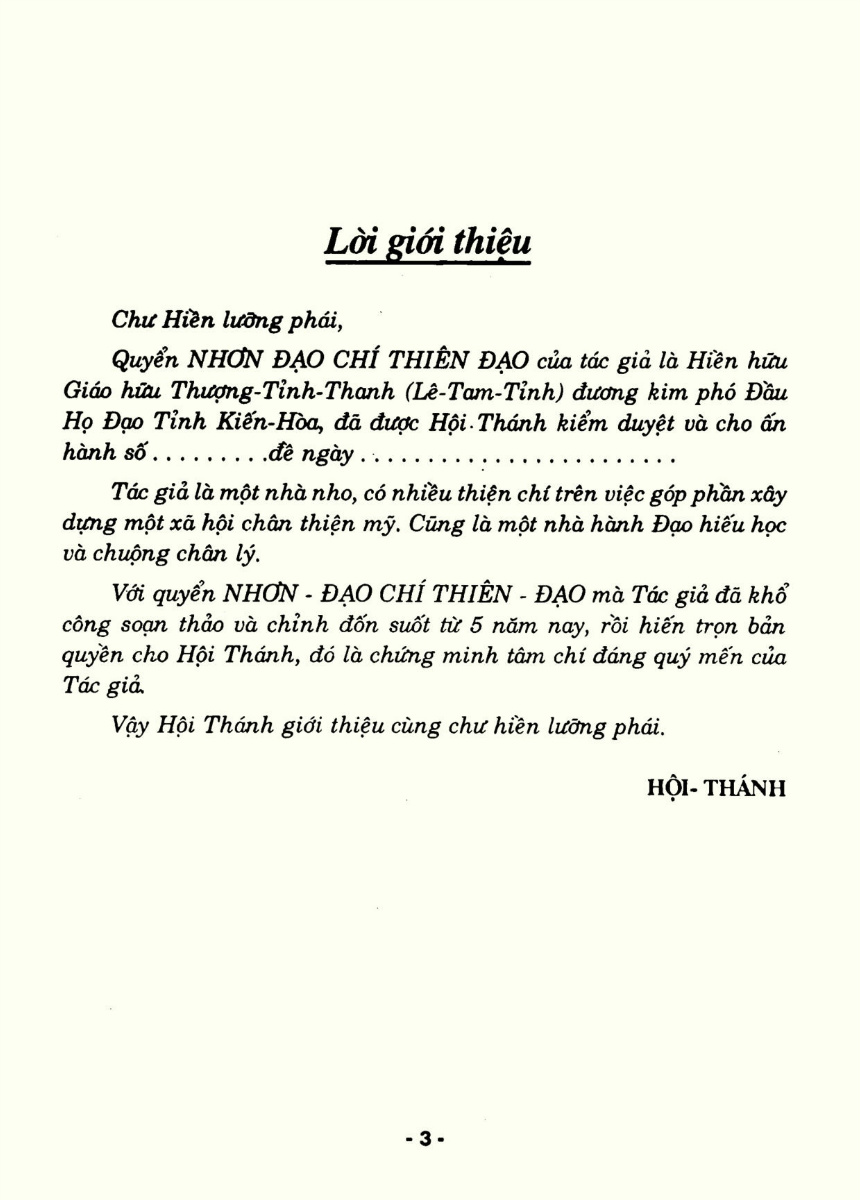 Lời giới thiệu
Chư Hiền lưỡng phái,
Quyển NHƠN ĐẠO CHÍ THIÊN ĐẠO của tác giả là Hiền hữu
Giáo hữu Thượng-Tỉnh-Thanh (Lê-Tam-Tỉnh) đương kim phó Đầu
Họ Đạo Tỉnh Kiến-Hòa, đã được Hội Thánh kiểm duyệt và cho ấn
hành số.........đề ngày........................
Tác giả là một nhà nho, có nhiều thiện chí trên việc góp phần xây
dựng một xã hội chân thiện mỹ. Cũng là một nhà hành Đạo hiếu học
và chuộng chân lý.
Với quyển NHƠN - ĐẠO CHÍ THIÊN - ĐẠO mà Tác giả đã khổ
công soạn thảo và chỉnh đốn suốt từ 5 năm nay, rồi hiến trọn bản
quyền cho Hội Thánh, đó là chứng minh tâm chí đáng quý mến của
Tác giả.
Vậy Hội Thánh giới thiệu cùng chư hiền lưỡng phái.
HỘI- THÁNH
- 3 -